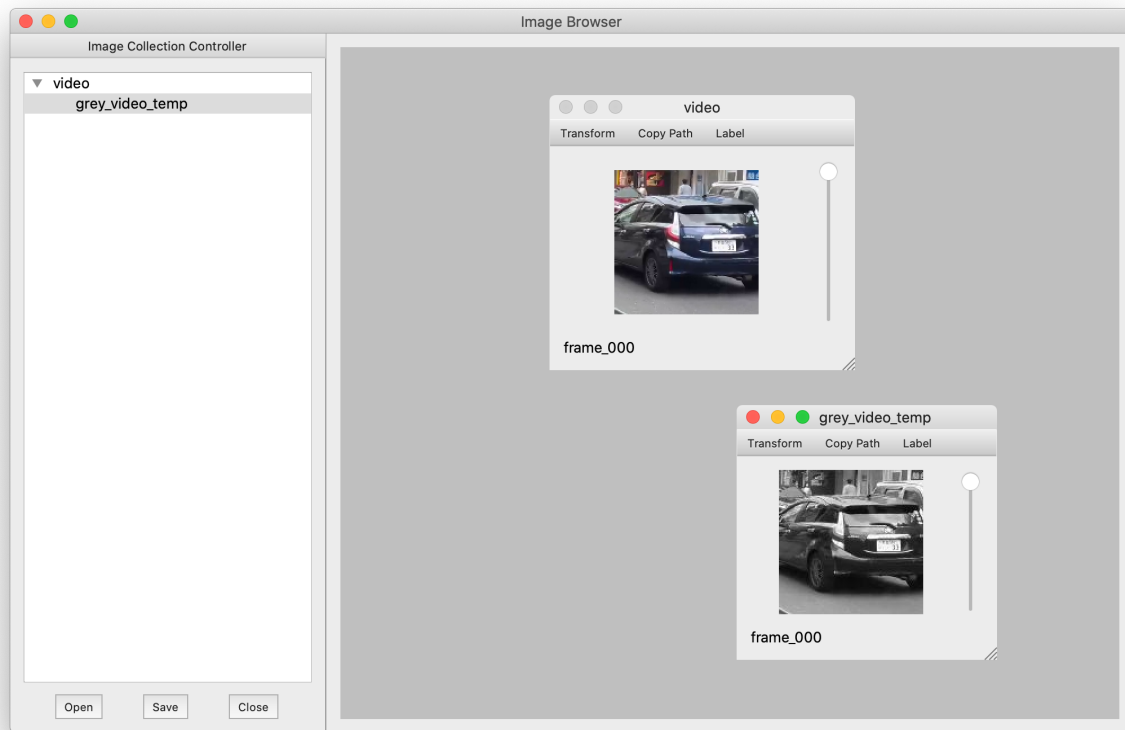 Image Browser
Image Collection Controller
video
grey_video_temp
Open
Save
Close
video
Transform
Copy Path
Label
frame_000
grey_video_temp
Transform
Copy Path
Label
frame_000